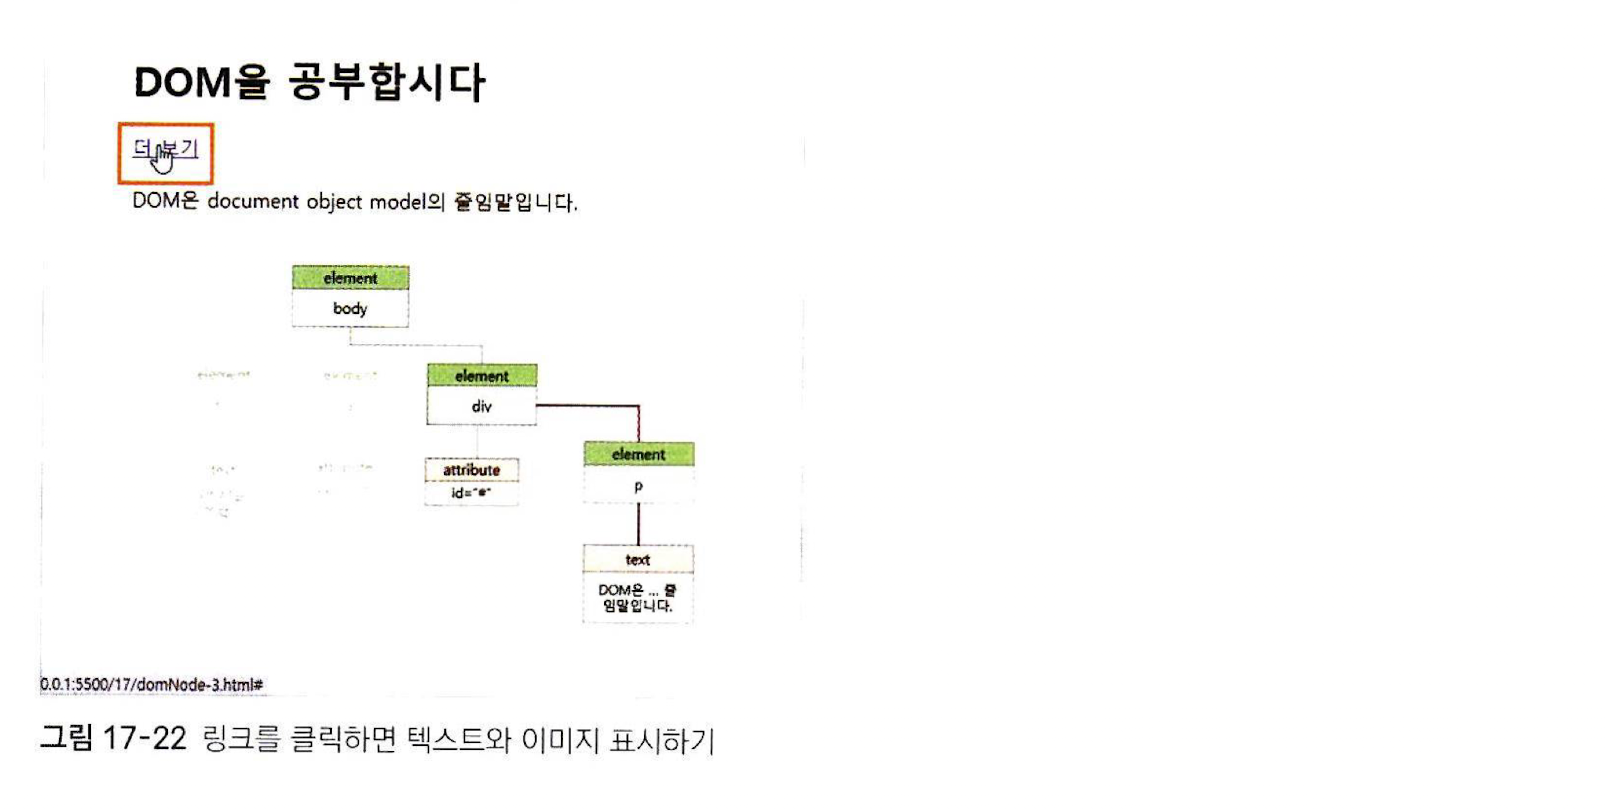 DOM을 공부합시다
더 보기
DOM은 document object model의 줄임말입니다.
element
body
element
element
element
div
element
p
text
attribute
attribute
id="#"
text
DOM은 ... 줄
임말입니다.
0.0.1:5500/17/domNode-3.html#
그림 17-22 링크를 클릭하면 텍스트와 이미지 표시하기